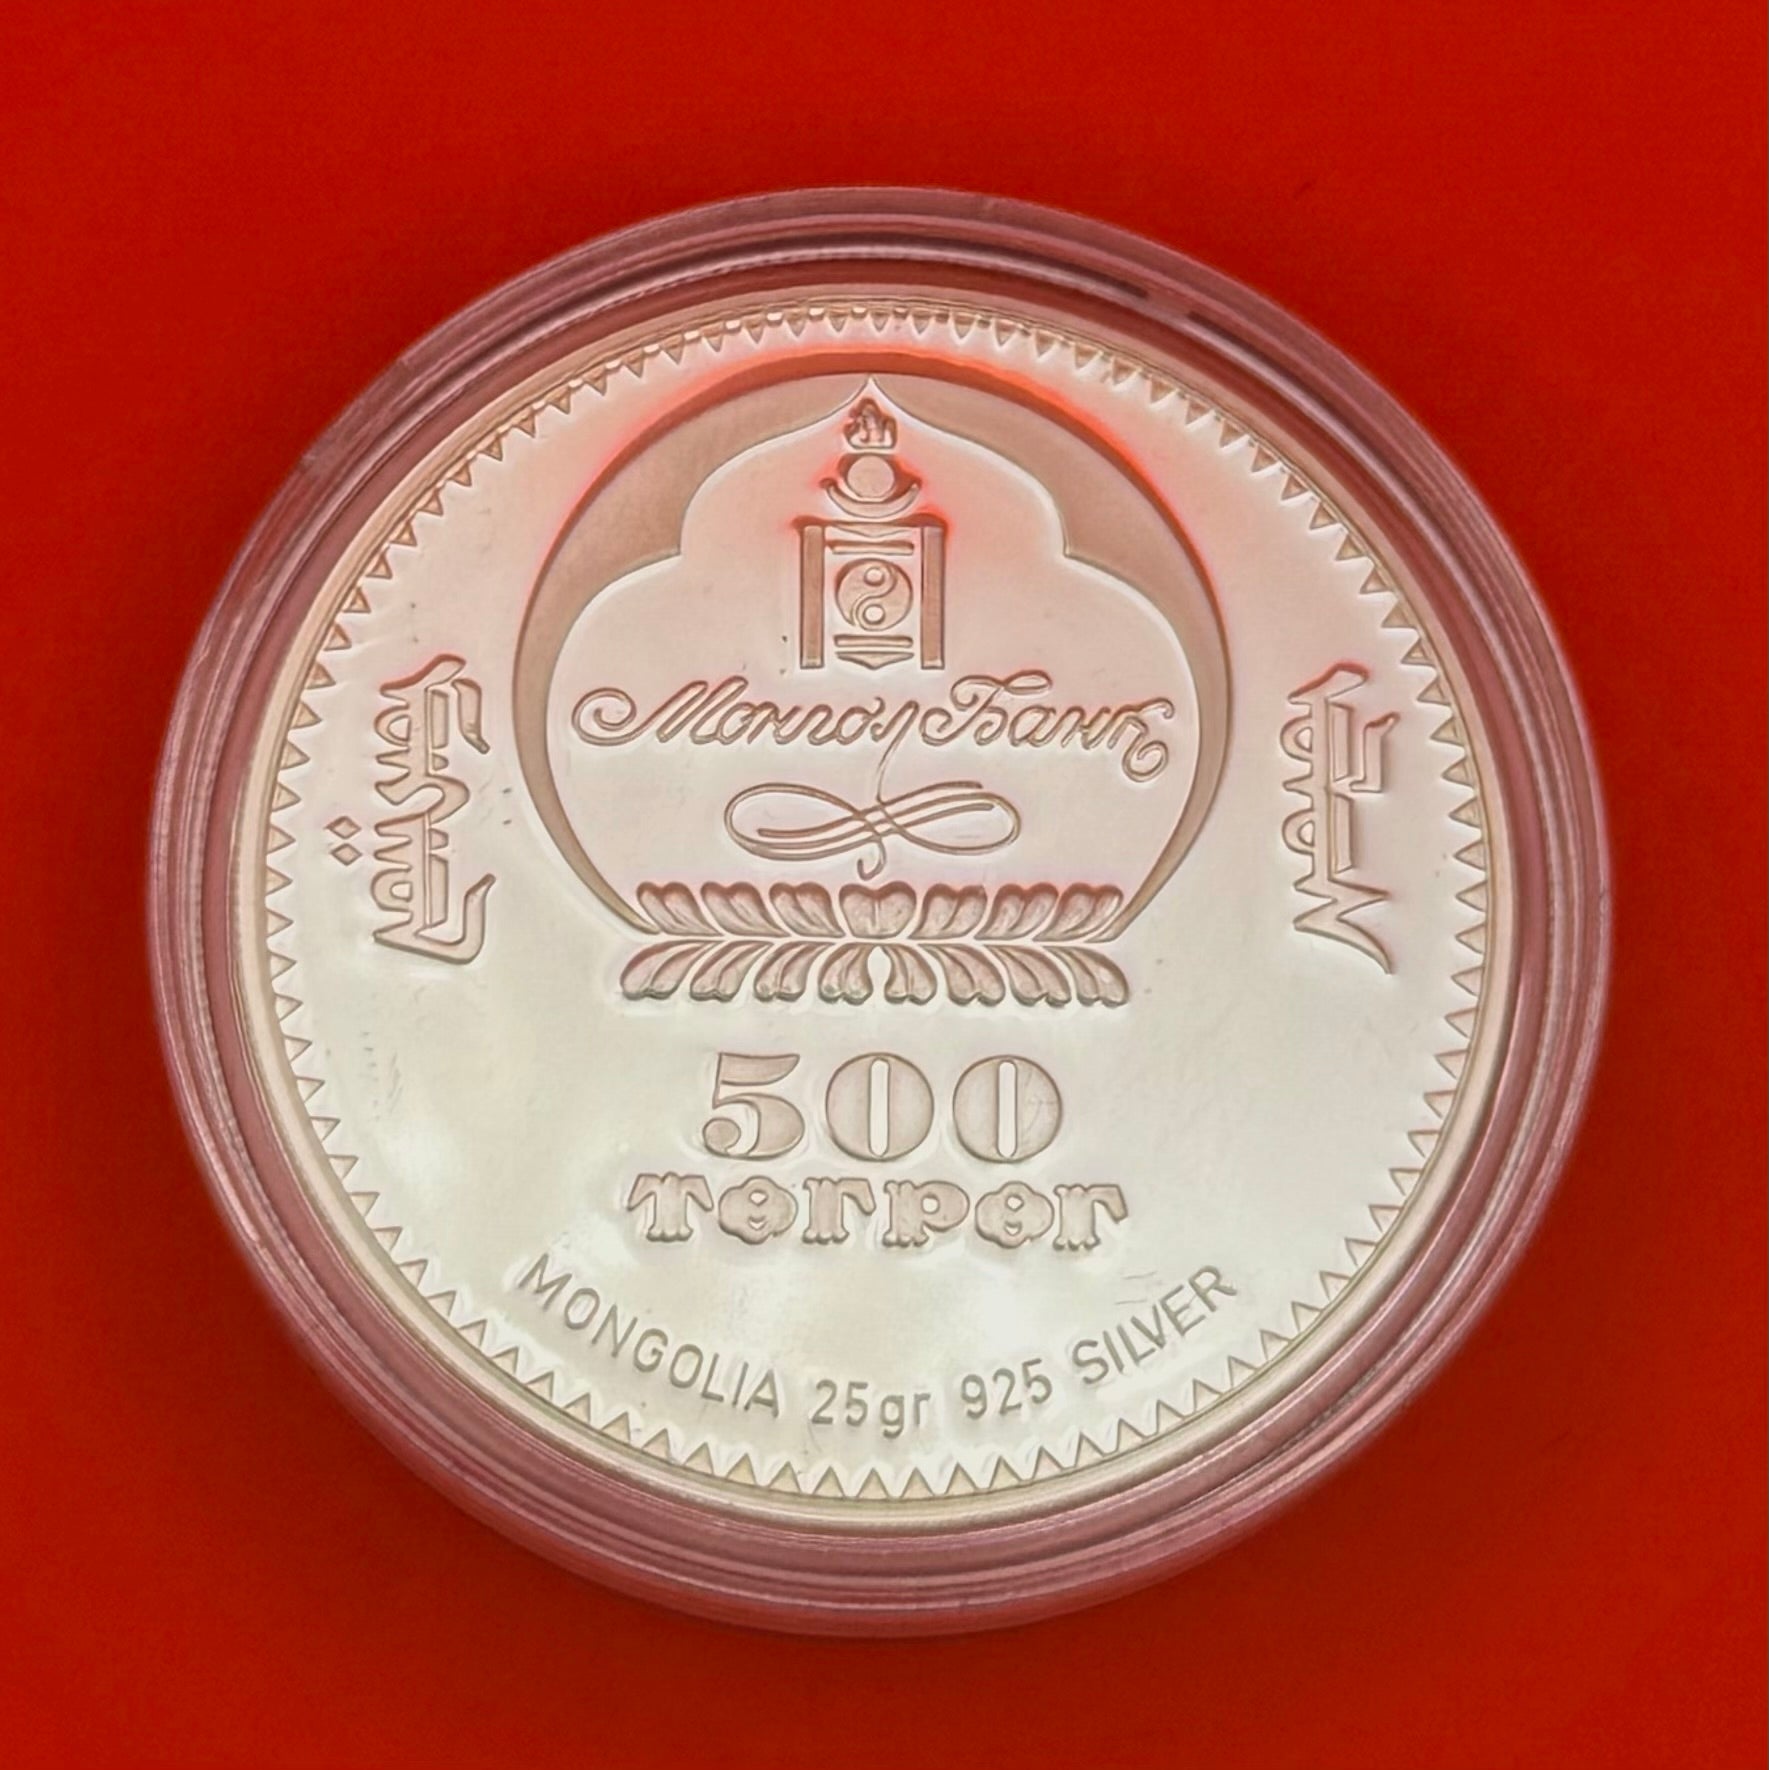 Монгол Банк
500
төгрөг
MONGOLIA 25gr 925 SILVER